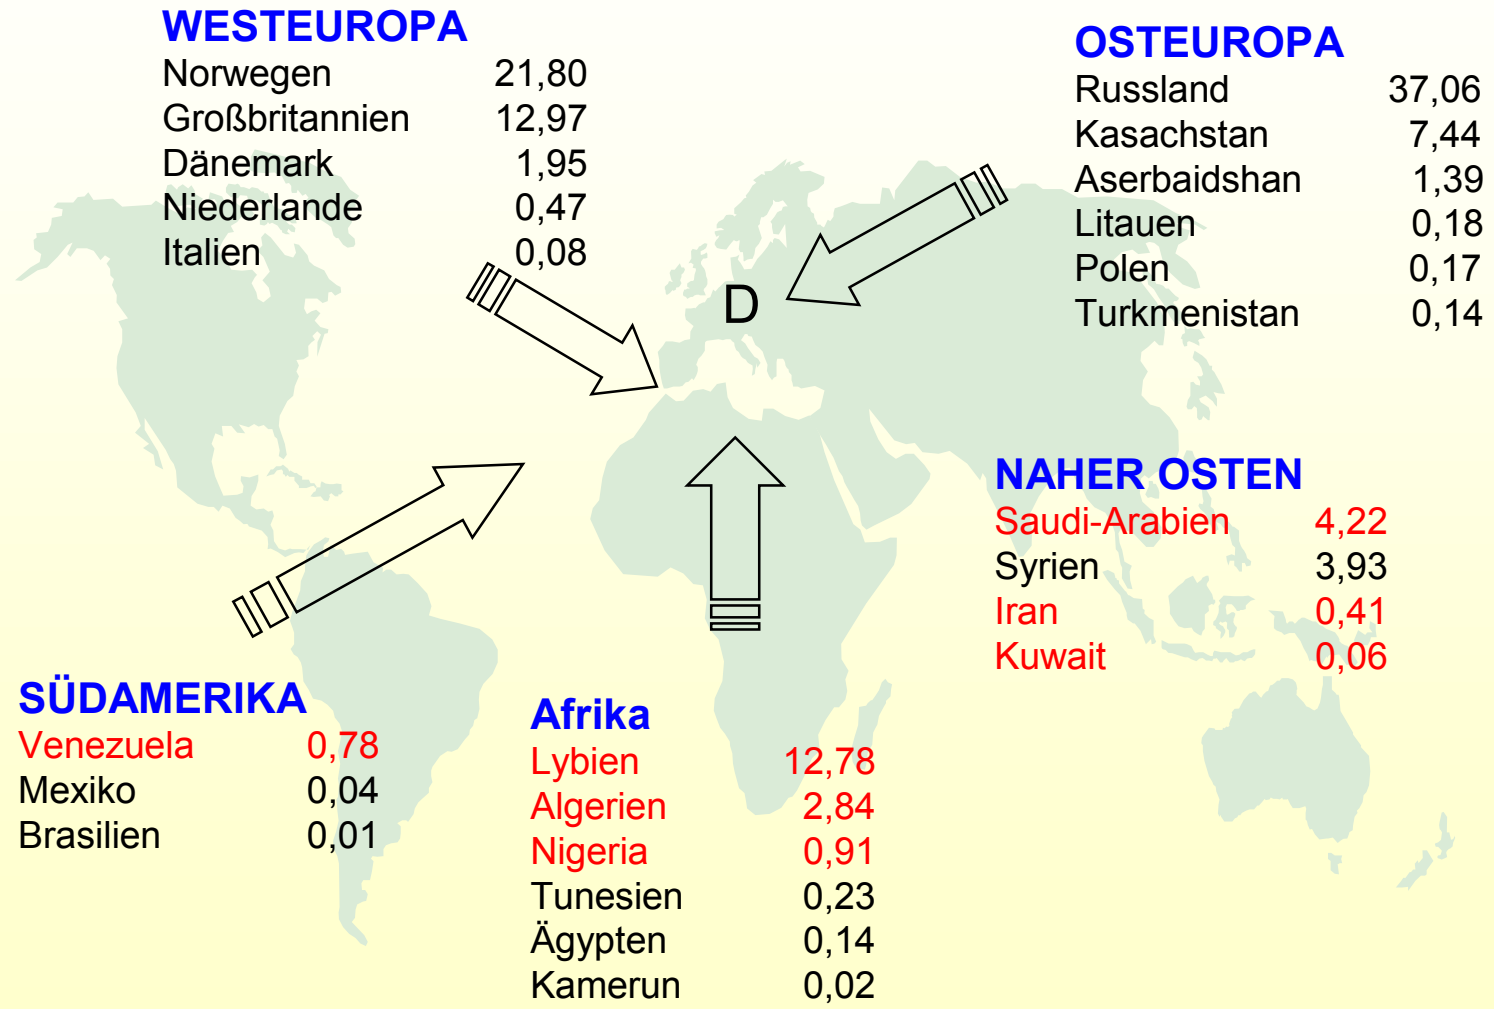 WESTEUROPA
Norwegen 21,80
Großbritannien 12,97
Dänemark 1,95
Niederlande 0,47
Italien 0,08
OSTEUROPA
Russland 37,06
Kasachstan 7,44
Aserbaidshan 1,39
Litauen 0,18
Polen 0,17
Turkmenistan 0,14
D
NAHER OSTEN
Saudi-Arabien 4,22
Syrien 3,93
Iran 0,41
Kuwait 0,06
SÜDAMERIKA
Venezuela 0,78
Mexiko 0,04
Brasilien 0,01
Afrika
Lybien 12,78
Algerien 2,84
Nigeria 0,91
Tunesien 0,23
Ägypten 0,14
Kamerun 0,02